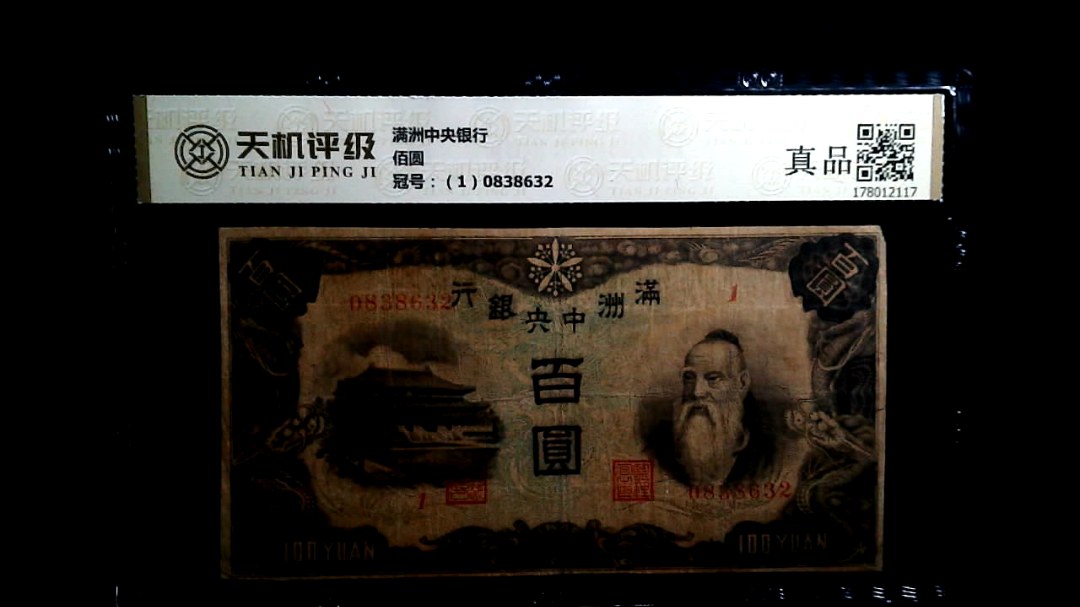 天机评级
TIAN JI PING JI
满洲中央银行
佰圆
冠号：（1）0838632
真品
178012117
百圓
百圓
0838632
1
行銀央中洲滿
百圓
1
0838632
100 YUAN
100 YUAN